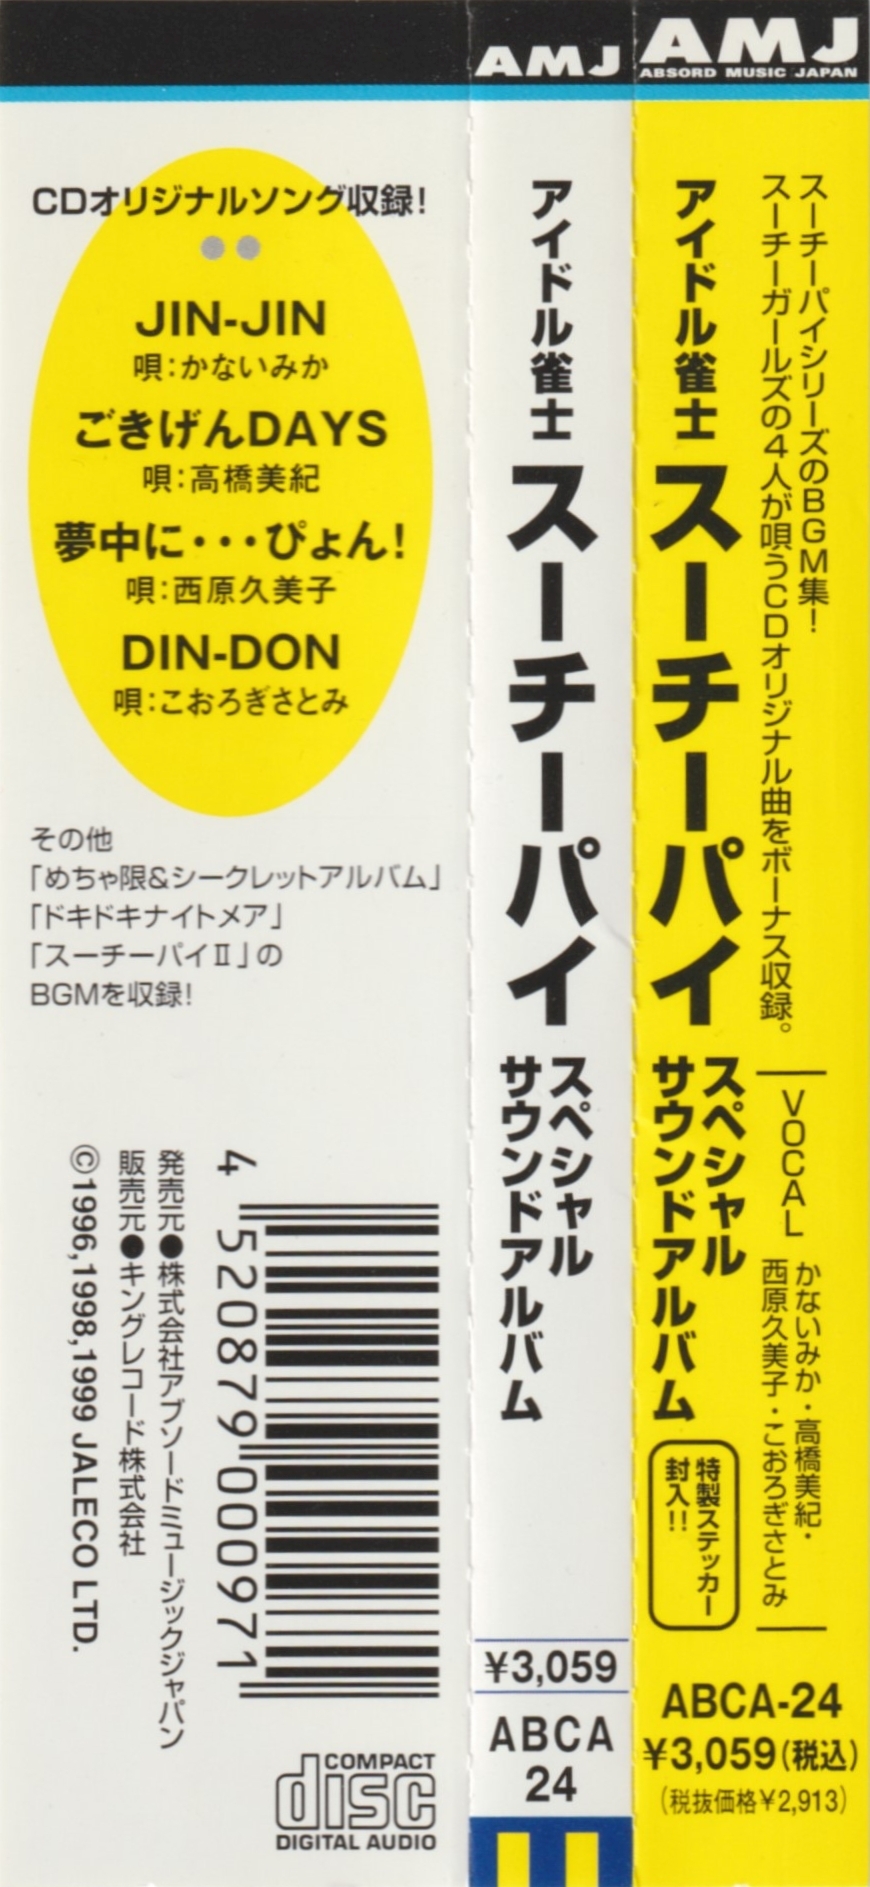 AMJ
ABSORD MUSIC JAPAN
スーチーパイシリーズのBGM集！
スーチーガールズの4人が唄うCDオリジナル曲をボーナス収録。
VOCAL
かないみか・高橋美紀・
西原久美子・こおろぎさとみ
アイドル雀士
スーチーパイ
スペシャル
サウンドアルバム
特製ステッカー
封入!!
ABCA-24
¥3,059(税込)
(税抜価格¥2,913)
AMJ
アイドル雀士
スーチーパイ
スペシャル
サウンドアルバム
¥3,059
ABCA
24
CDオリジナルソング収録！
JIN-JIN
唄：かないみか
ごきげんDAYS
唄：高橋美紀
夢中に・・・ぴょん！
唄：西原久美子
DIN-DON
唄：こおろぎさとみ
その他
「めちゃ限&シークレットアルバム」
「ドキドキナイトメア」
「スーチーパイⅡ」の
BGMを収録！
4 520879 000971
発売元●株式会社アブソードミュージックジャパン
販売元●キングレコード株式会社
©1996,1998,1999 JALECO LTD.
COMPACT
disc
DIGITAL AUDIO